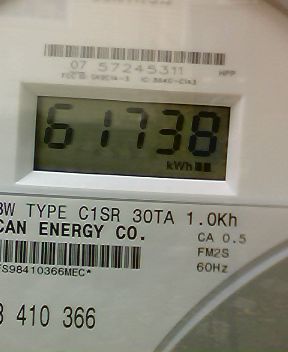 07 57245311
61738
kWh
3W TYPE C1SR 30TA 1.0Kh
CAN ENERGY CO.
CA 0.5
FM2S
60Hz
FS98410366MEC*
410 366